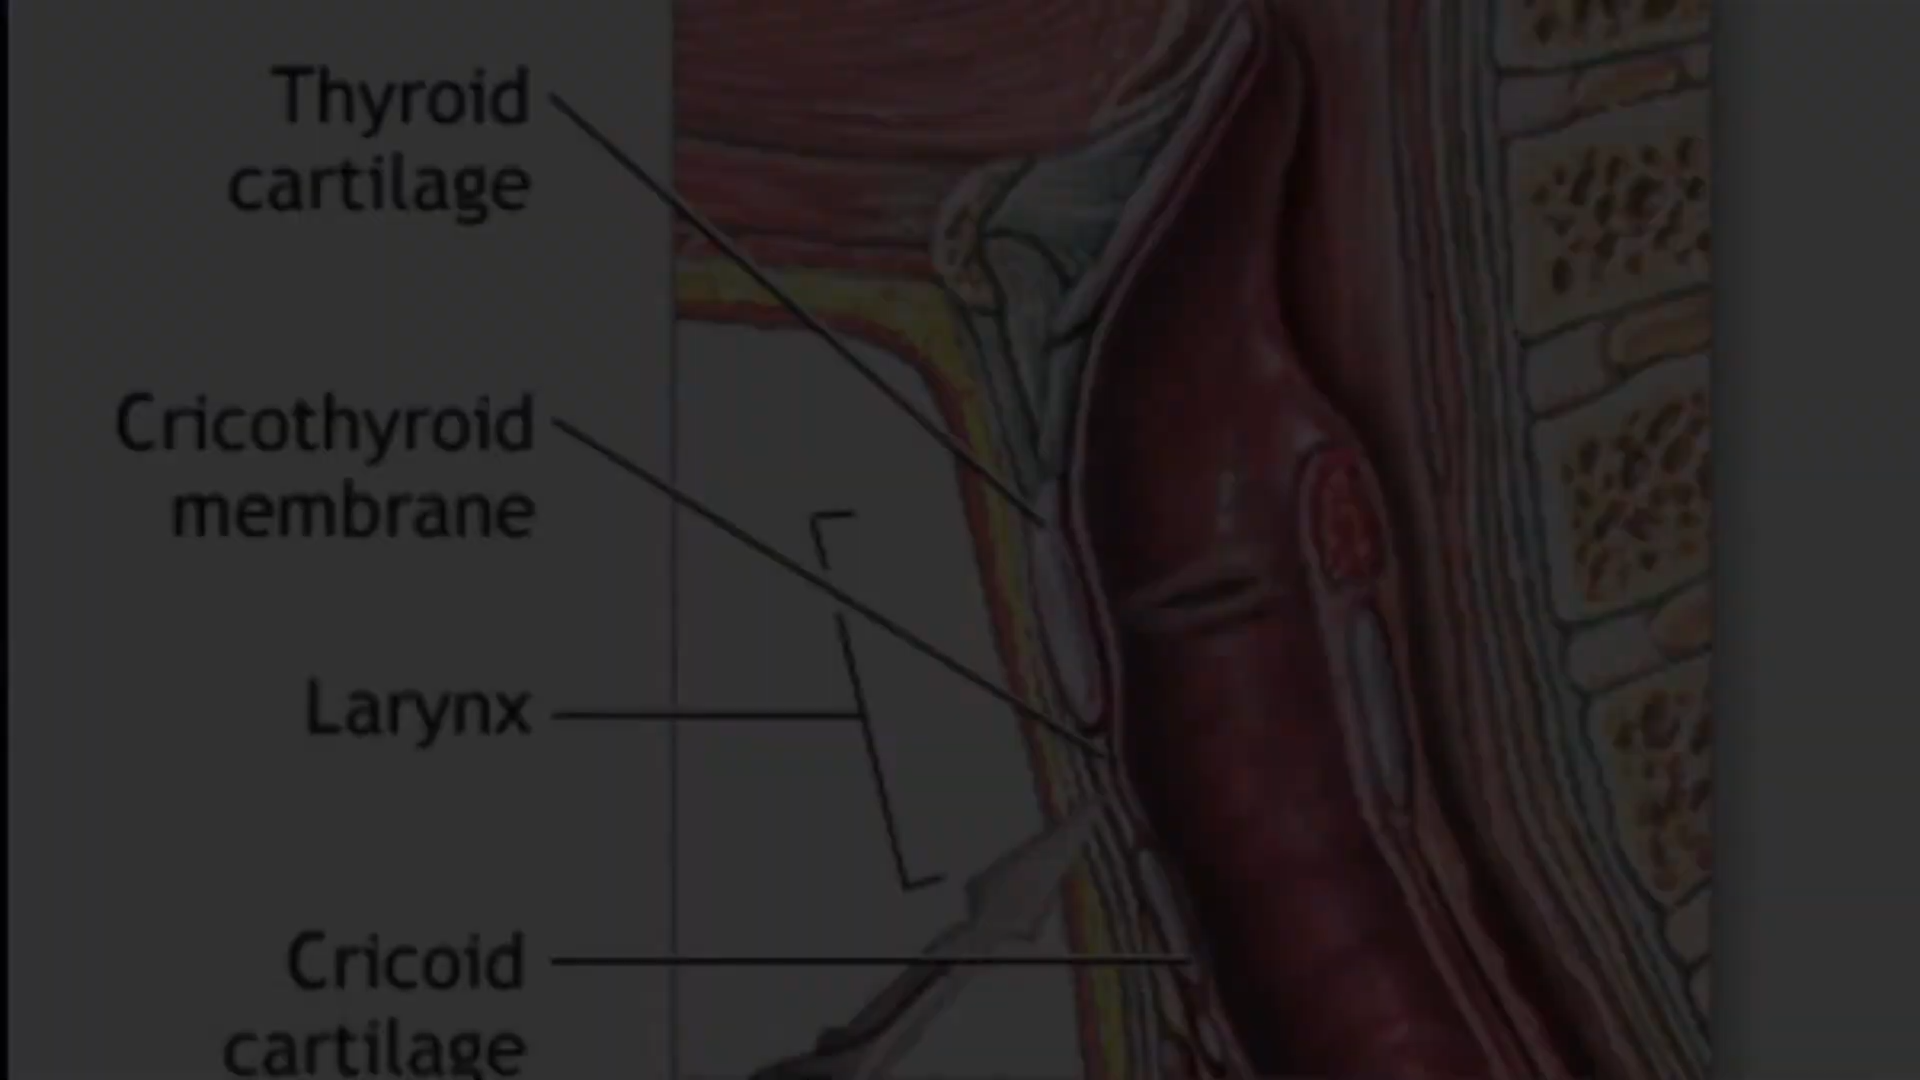 Thyroid
cartilage
Cricothyroid
membrane
Larynx
Cricoid
cartilage